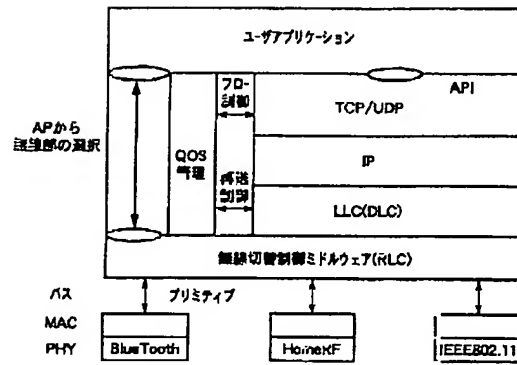 ユーザアプリケーション
API
フロー
制御
TCP/UDP
APから
無線部の選択
QOS
管理
IP
再送
制御
LLC(DLC)
無線切替制御ミドルウェア(RLC)
バス
プリミティブ
MAC
PHY
BlueTooth
HomeRF
IEEE802.11